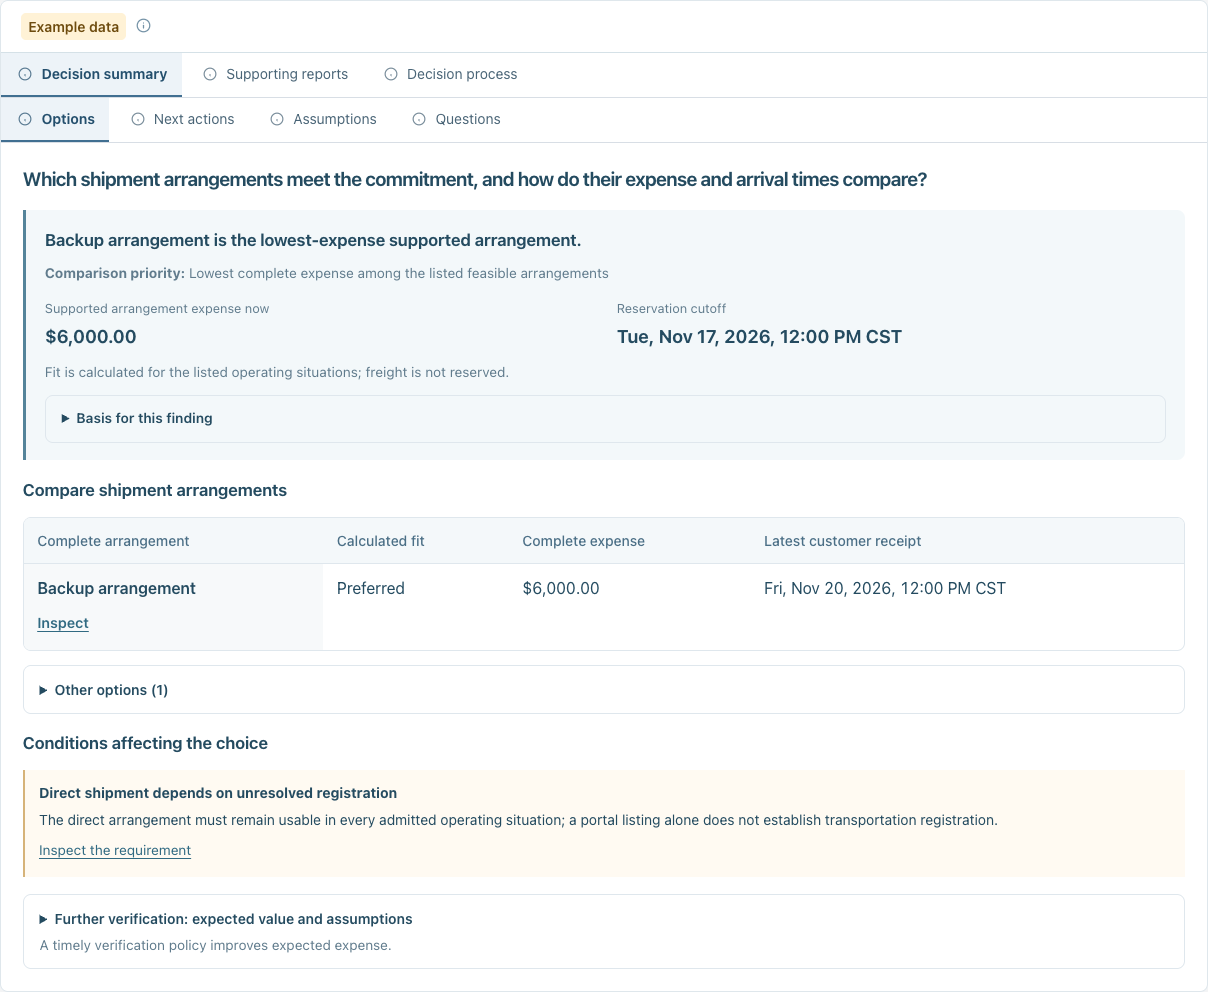 Example data
Decision summary
Supporting reports
Decision process
Options
Next actions
Assumptions
Questions
Which shipment arrangements meet the commitment, and how do their expense and arrival times compare?
Backup arrangement is the lowest-expense supported arrangement.
Comparison priority: Lowest complete expense among the listed feasible arrangements
Supported arrangement expense now
$6,000.00
Reservation cutoff
Tue, Nov 17, 2026, 12:00 PM CST
Fit is calculated for the listed operating situations; freight is not reserved.
Basis for this finding
Compare shipment arrangements
Complete arrangement
Calculated fit
Complete expense
Latest customer receipt
Backup arrangement
Inspect
Preferred
$6,000.00
Fri, Nov 20, 2026, 12:00 PM CST
Other options (1)
Conditions affecting the choice
Direct shipment depends on unresolved registration
The direct arrangement must remain usable in every admitted operating situation; a portal listing alone does not establish transportation registration.
Inspect the requirement
Further verification: expected value and assumptions
A timely verification policy improves expected expense.